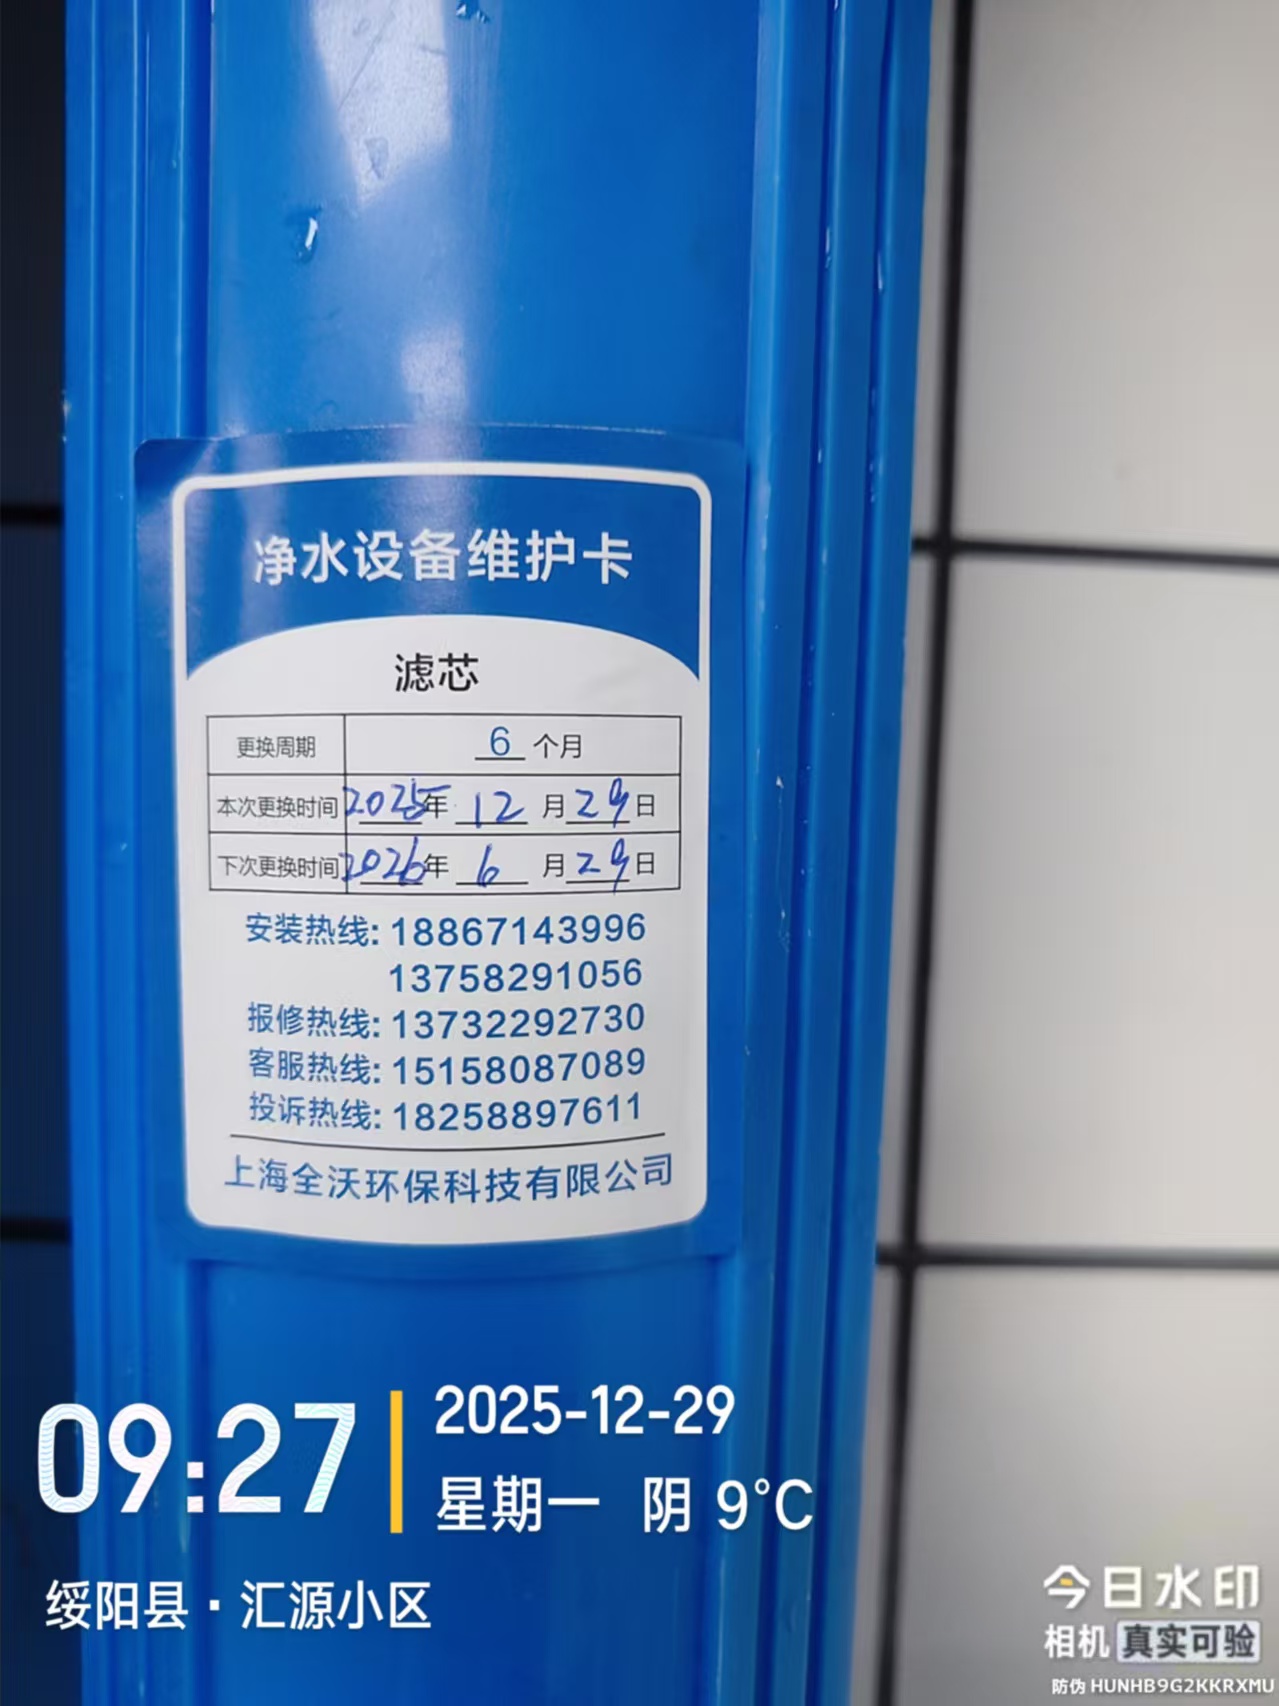 净水设备维护卡
滤芯
更换周期 6 个月
本次更换时间 2025年 12 月 29 日
下次更换时间 2026年 6 月 29 日
安装热线: 18867143996
13758291056
报修热线: 13732292730
客服热线: 15158087089
投诉热线: 18258897611
上海全沃环保科技有限公司
09:27
2025-12-29
星期一 阴 9°C
绥阳县·汇源小区
今日水印
相机 真实可验
防伪 HUNHB9G2KKRXMU